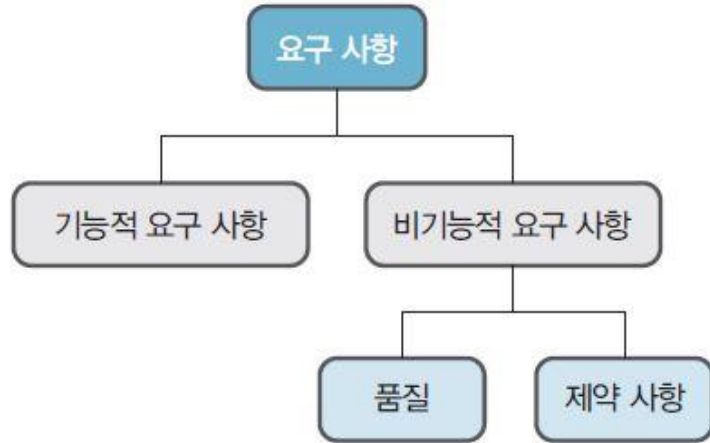 요구 사항
기능적 요구 사항
비기능적 요구 사항
품질
제약 사항